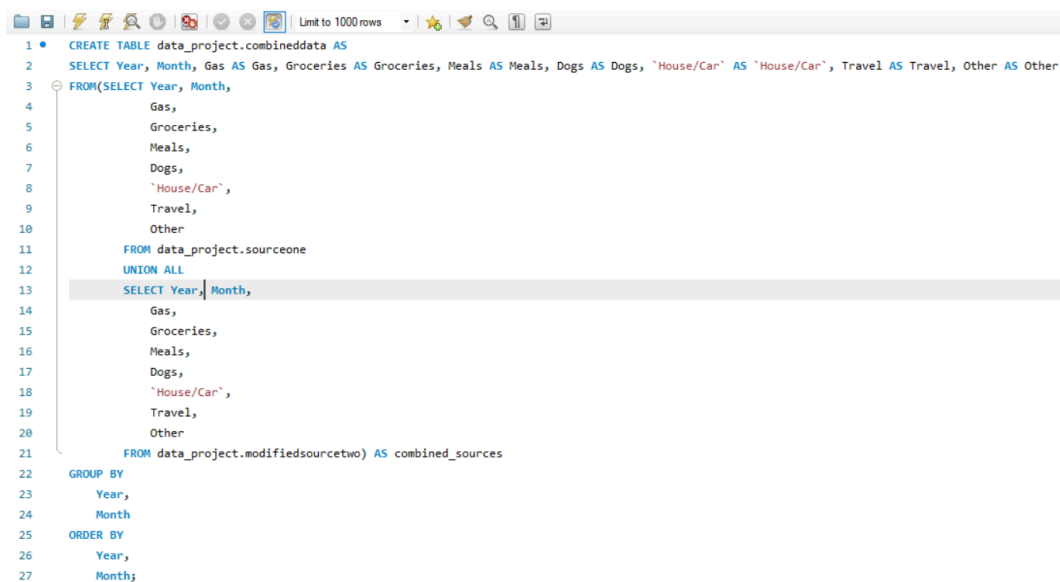 Limit to 1000 rows
1 CREATE TABLE data_project.combineddata AS
2 SELECT Year, Month, Gas AS Gas, Groceries AS Groceries, Meals AS Meals, Dogs AS Dogs, `House/Car` AS `House/Car`, Travel AS Travel, Other AS Other
3 FROM(SELECT Year, Month,
4 Gas,
5 Groceries,
6 Meals,
7 Dogs,
8 `House/Car`,
9 Travel,
10 Other
11 FROM data_project.sourceone
12 UNION ALL
13 SELECT Year, Month,
14 Gas,
15 Groceries,
16 Meals,
17 Dogs,
18 `House/Car`,
19 Travel,
20 Other
21 FROM data_project.modifiedsourcetwo) AS combined_sources
22 GROUP BY
23 Year,
24 Month
25 ORDER BY
26 Year,
27 Month;